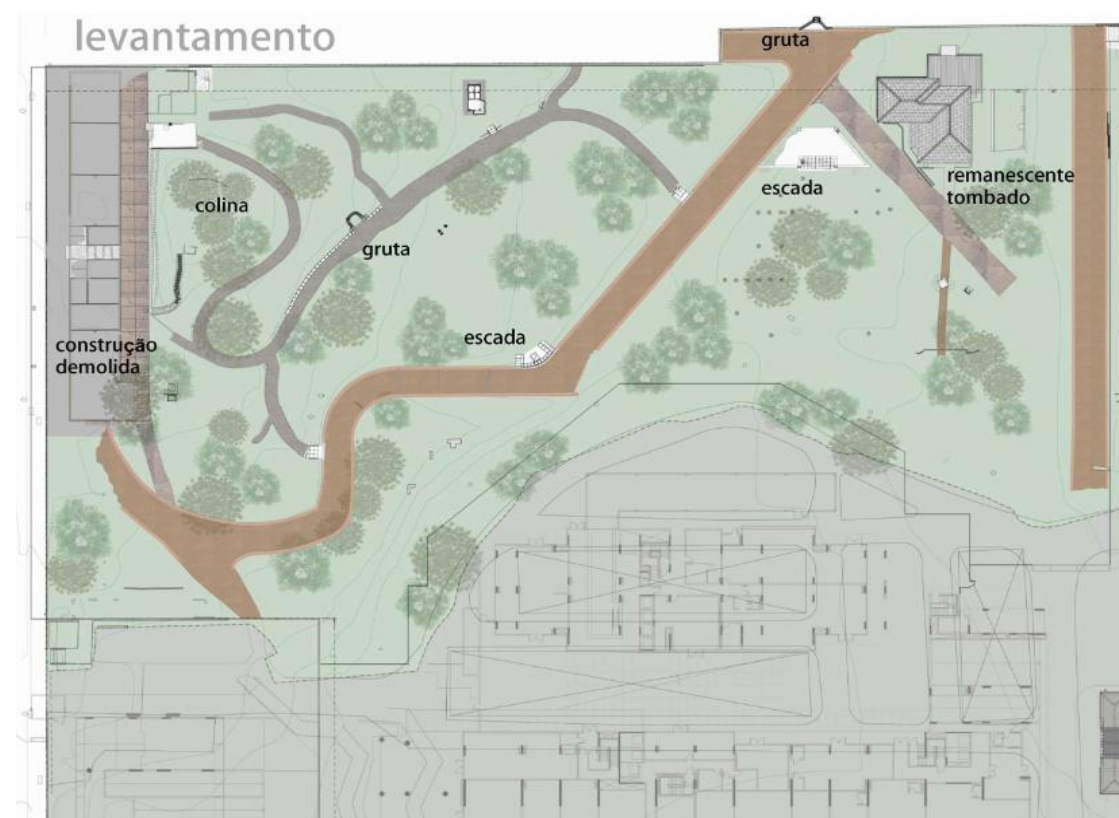 levantamento
gruta
colina
gruta
escada
remanescente
tombado
escada
construção
demolida